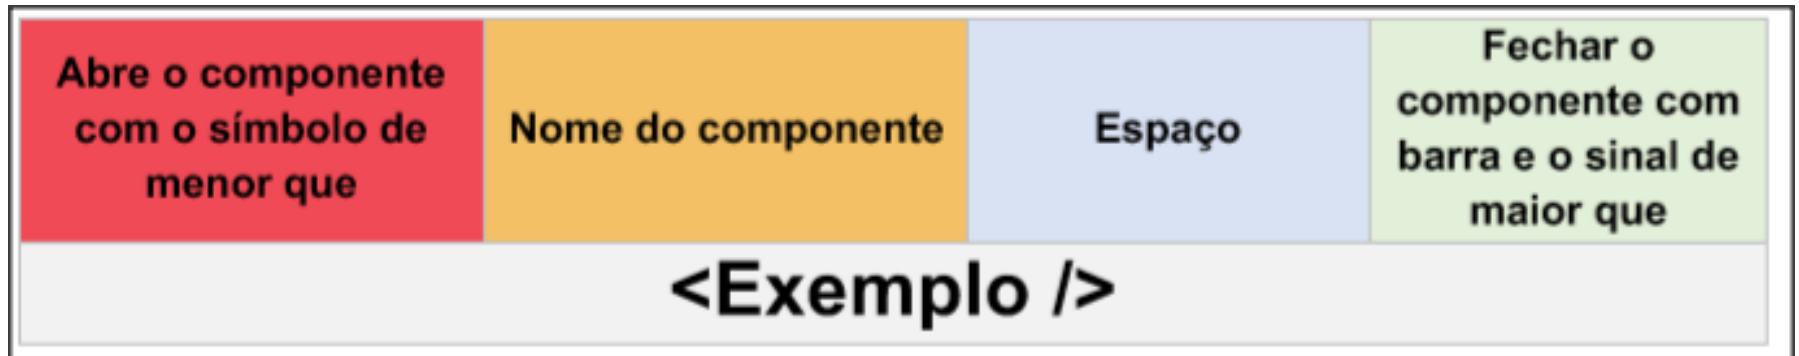 Abre o componente
com o símbolo de
menor que
Nome do componente
Espaço
Fechar o
componente com
barra e o sinal de
maior que
<Exemplo />